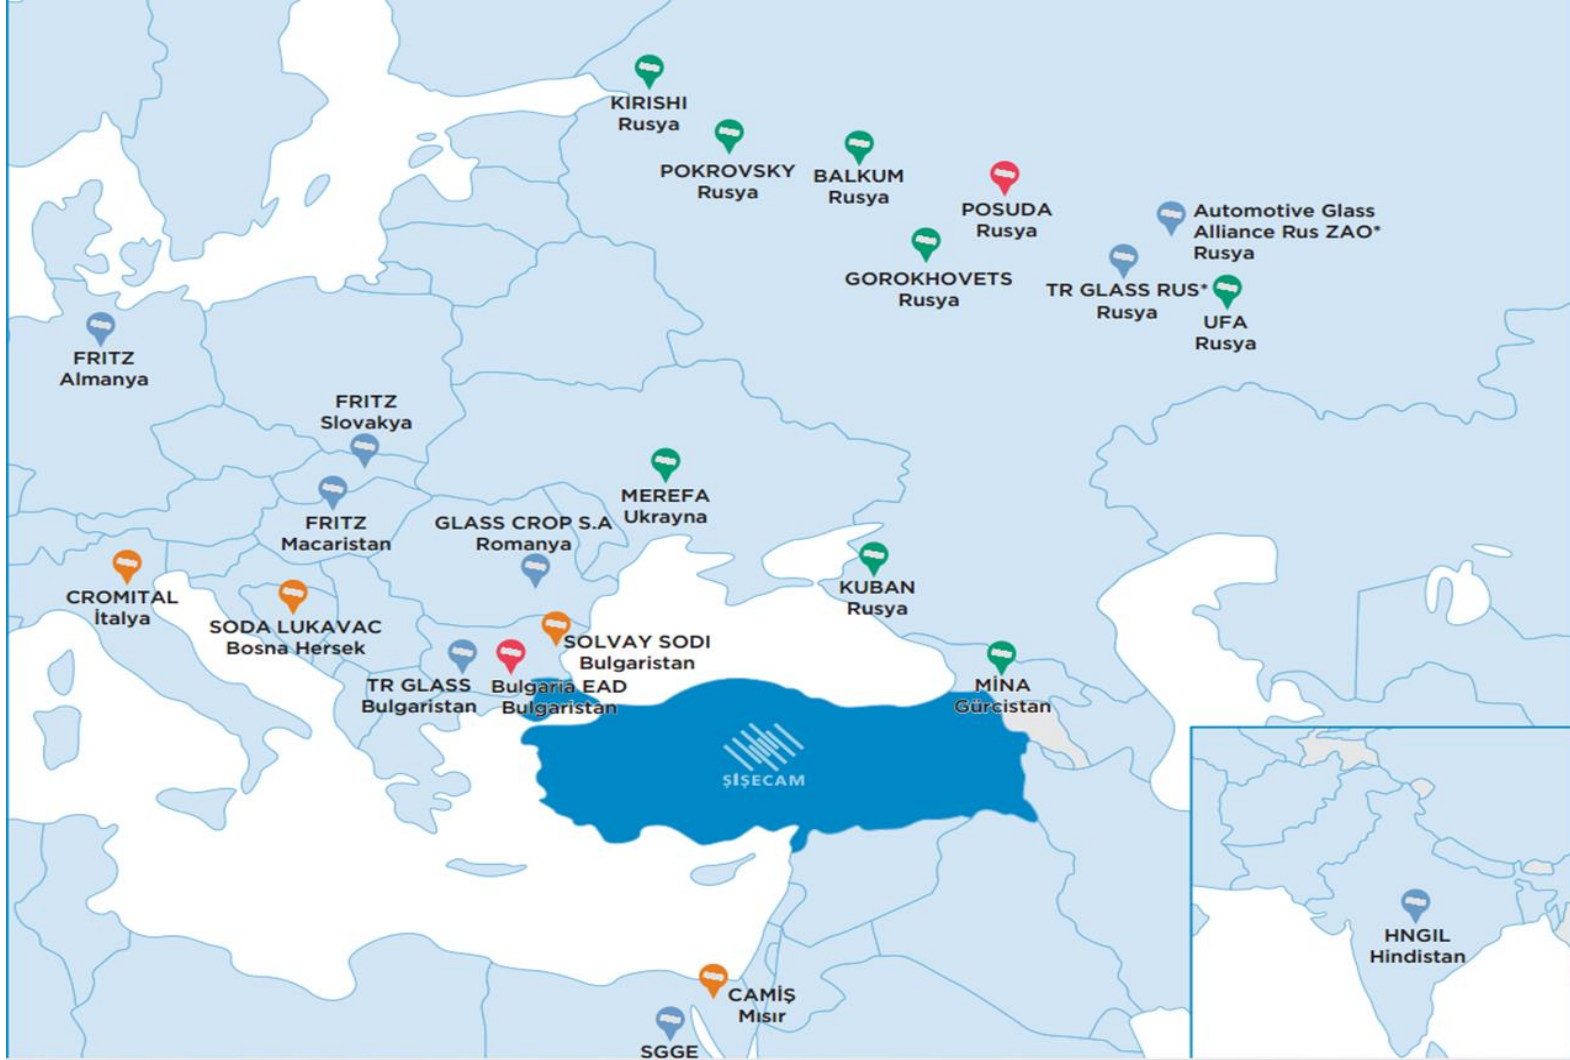 KİRISHI
Rusya
POKROVSKY
Rusya
BALKUM
Rusya
POSUDA
Rusya
Automotive Glass
Alliance Rus ZAO*
Rusya
GOROKHOVETS
Rusya
TR GLASS RUS*
Rusya
UFA
Rusya
FRITZ
Almanya
FRITZ
Slovakya
MEREFA
Ukrayna
FRITZ
Macaristan
GLASS CROP S.A
Romanya
CROMITAL
İtalya
KUBAN
Rusya
SODA LUKAVAC
Bosna Hersek
SOLVAY SODI
Bulgaristan
TR GLASS
Bulgaristan
Bulgaria EAD
Bulgaristan
MİNA
Gürcistan
ŞİŞECAM
HNGIL
Hindistan
CAMİŞ
Mısır
SGGE